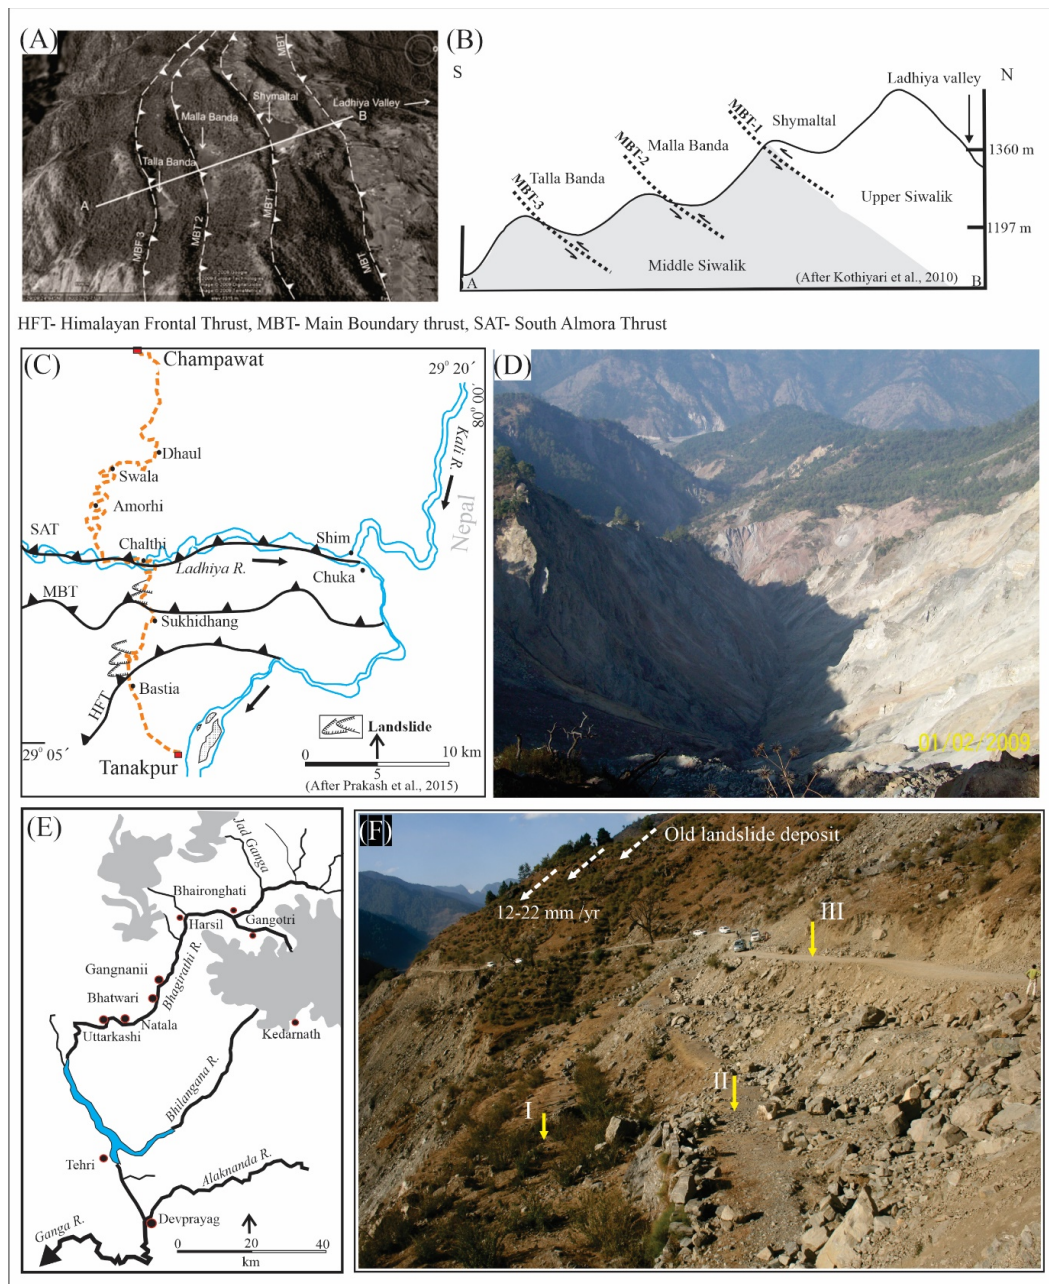 (A)
MBT
Shymaltal
Ladhiya Valley
Malla Banda
B
Talla Banda
A
MBF 3
MBT 2
MBT 1
MBT
(B)
S
Ladhiya valley
N
MBT-1
Shymaltal
1360 m
MBT-2
Malla Banda
Talla Banda
MBT-3
Upper Siwalik
1197 m
Middle Siwalik
(After Kothiyari et al., 2010)
A
B
HFT- Himalayan Frontal Thrust, MBT- Main Boundary thrust, SAT- South Almora Thrust
(C)
Champawat
29° 20´
80° 00´
Kali R.
Dhaul
Swala
Amorhi
Nepal
SAT
Chalthi
Shim
Ladhiya R.
Chuka
MBT
Sukhidhang
Bastia
HFT
Landslide
29° 05´
Tanakpur
0
5
10 km
(After Prakash et al., 2015)
(D)
01/02/2009
(E)
Jad Ganga
Bhaironghati
Harsil
Gangotri
Gangnanii
Bhagirathi R.
Bhatwari
Natala
Uttarkashi
Kedarnath
Bhilangana R.
Tehri
Alaknanda R.
Devprayag
Ganga R.
0
20
40
km
(F)
Old landslide deposit
12-22 mm /yr
III
II
I